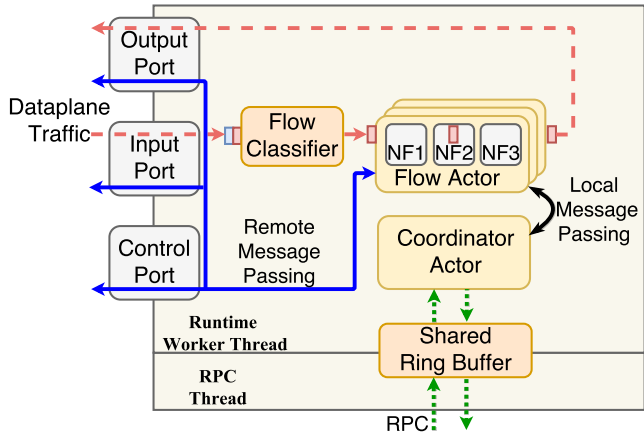 Output
Port
Dataplane
Traffic
Input
Port
Flow
Classifier
NF1
NF2
NF3
Flow Actor
Local
Message
Passing
Control
Port
Remote
Message
Passing
Coordinator
Actor
Runtime
Worker Thread
Shared
Ring Buffer
RPC
Thread
RPC